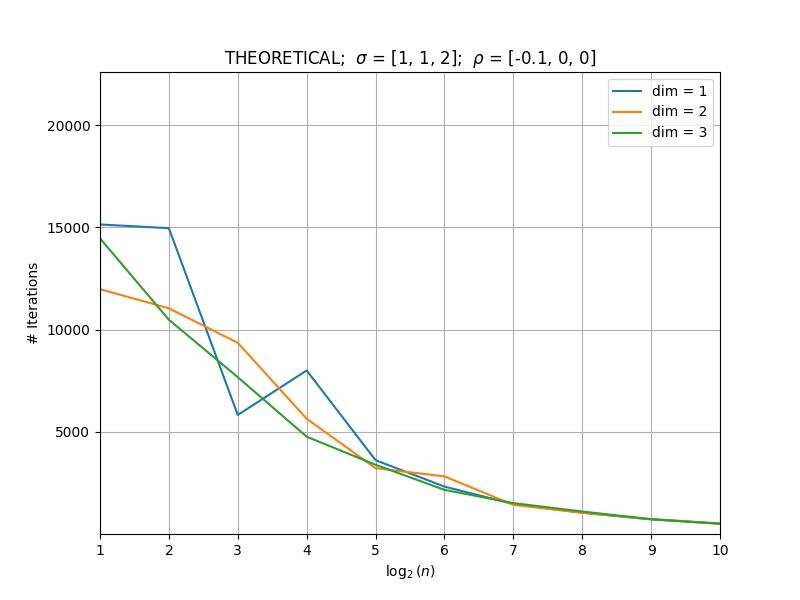 THEORETICAL;  σ = [1, 1, 2];  ρ = [-0.1, 0, 0]
dim = 1
dim = 2
dim = 3
20000
15000
10000
5000
# Iterations
1 2 3 4 5 6 7 8 9 10
log₂(n)